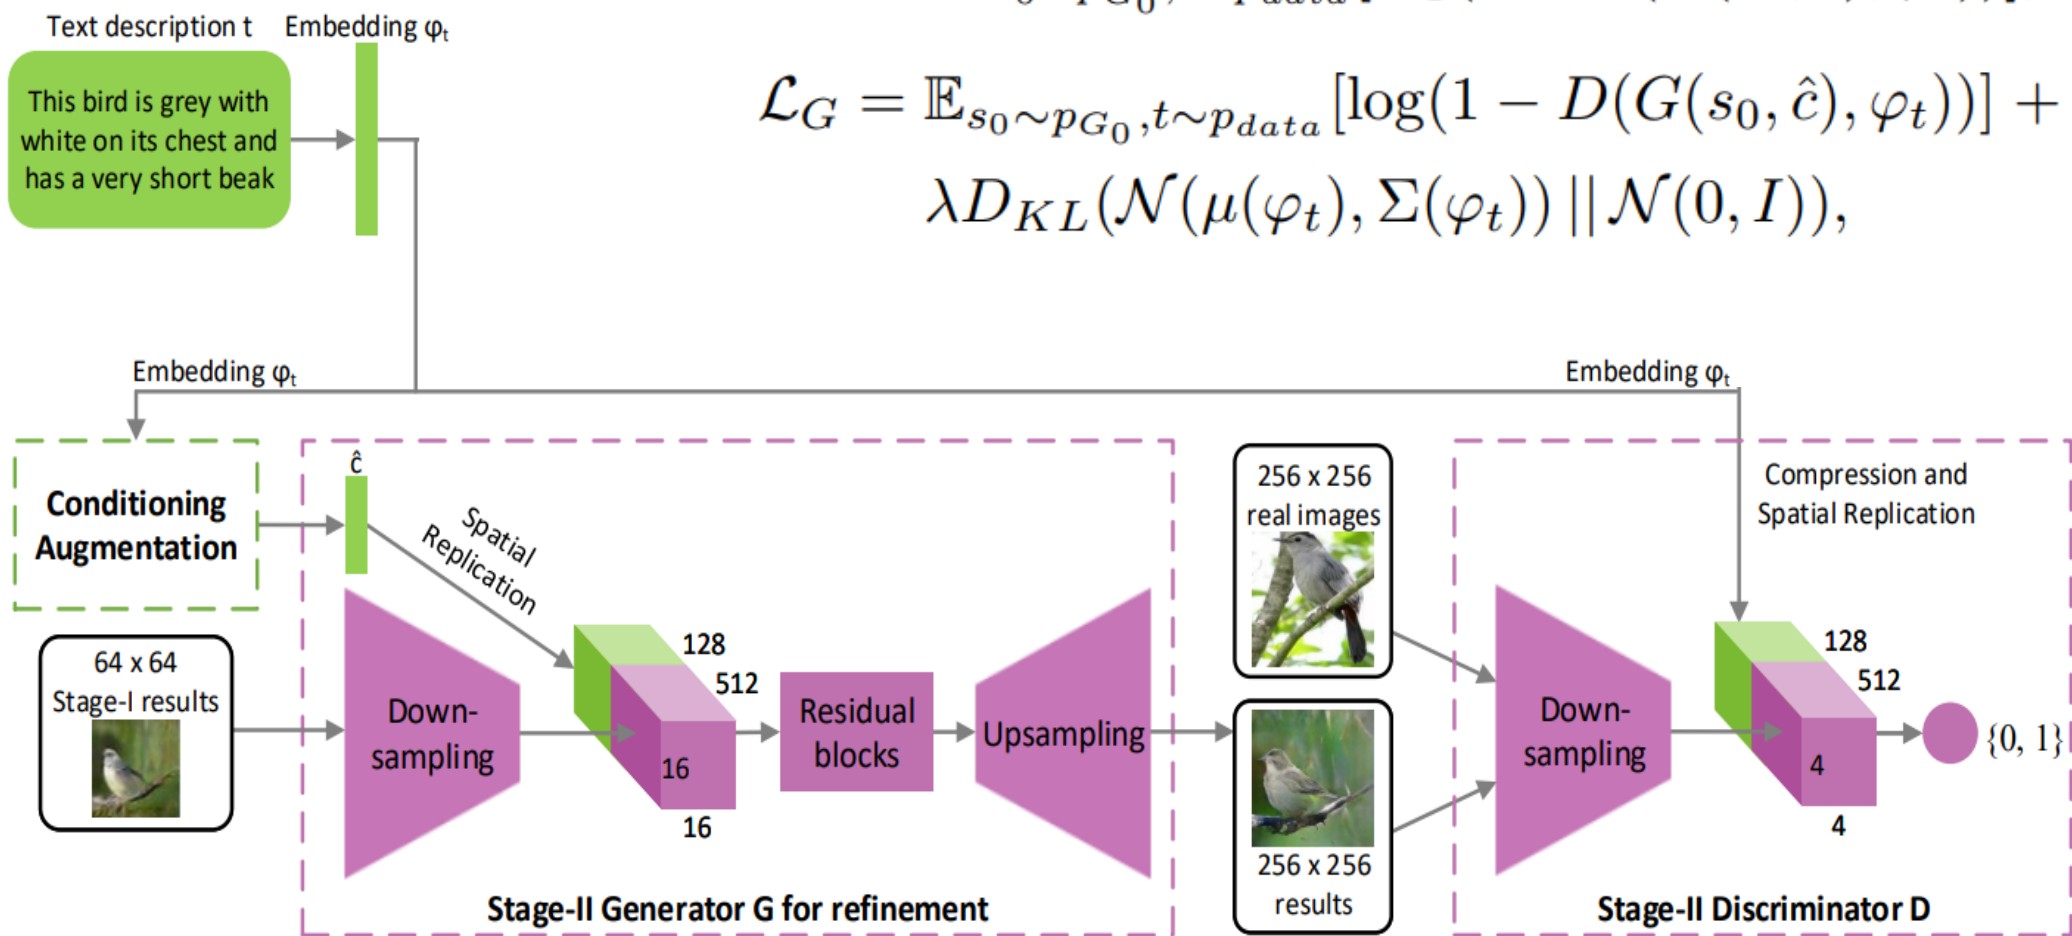 Text description t
Embedding φt
This bird is grey with
white on its chest and
has a very short beak
ℒG = 𝔼s0∼pG0,t∼pdata[log(1 − D(G(s0, ĉ), φt))] +
λDKL(𝒩(μ(φt), Σ(φt)) || 𝒩(0, I)),
Embedding φt
Embedding φt
Conditioning
Augmentation
ĉ
Spatial
Replication
64 x 64
Stage-I results
Down-
sampling
128
512
16
16
Residual
blocks
Upsampling
Stage-II Generator G for refinement
256 x 256
real images
256 x 256
results
Compression and
Spatial Replication
Down-
sampling
128
512
4
4
{0, 1}
Stage-II Discriminator D